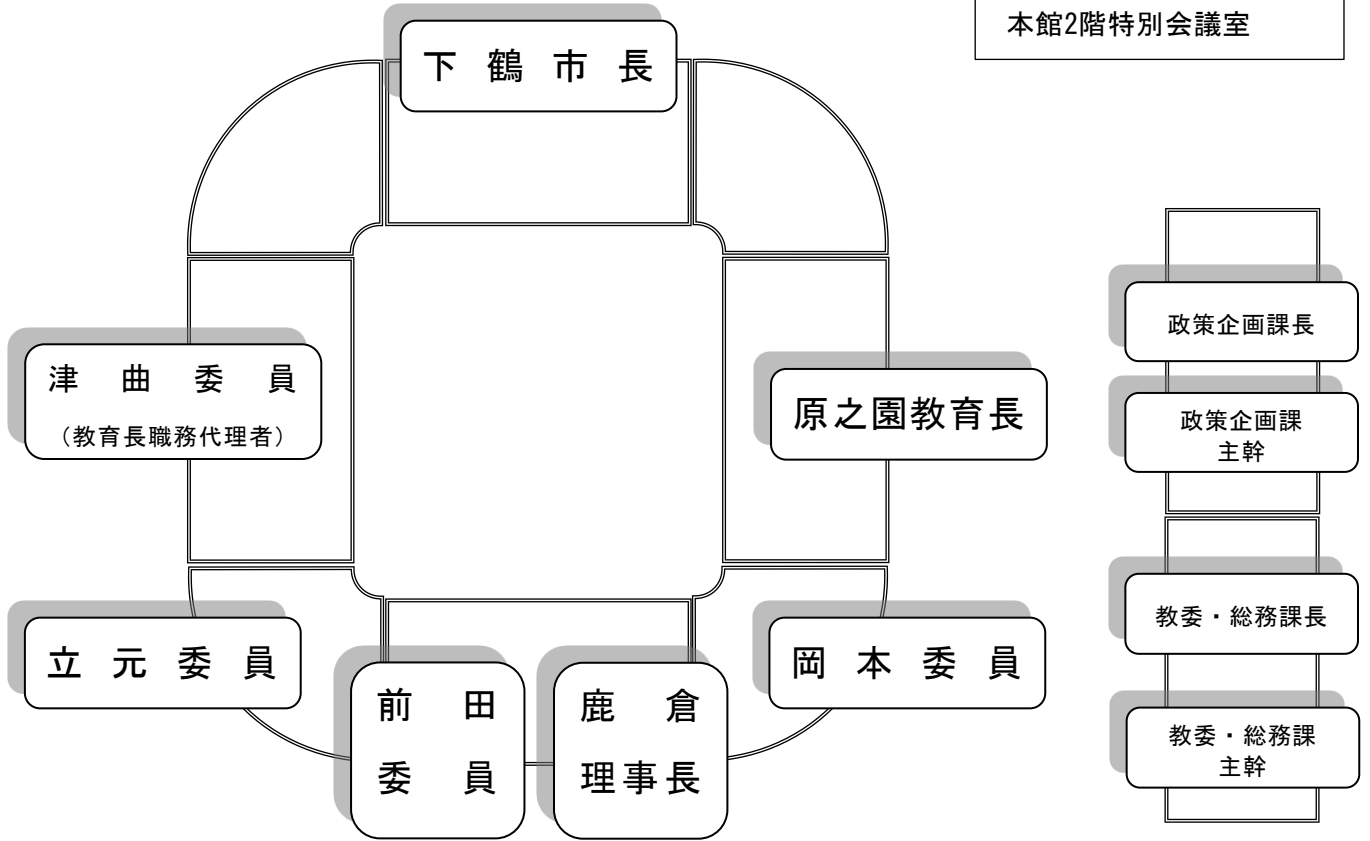 本館2階特別会議室
下鶴市長
津曲委員
(教育長職務代理者)
原之園教育長
立元委員
前田
委員
鹿倉
理事長
岡本委員
政策企画課長
政策企画課
主幹
教委・総務課長
教委・総務課
主幹